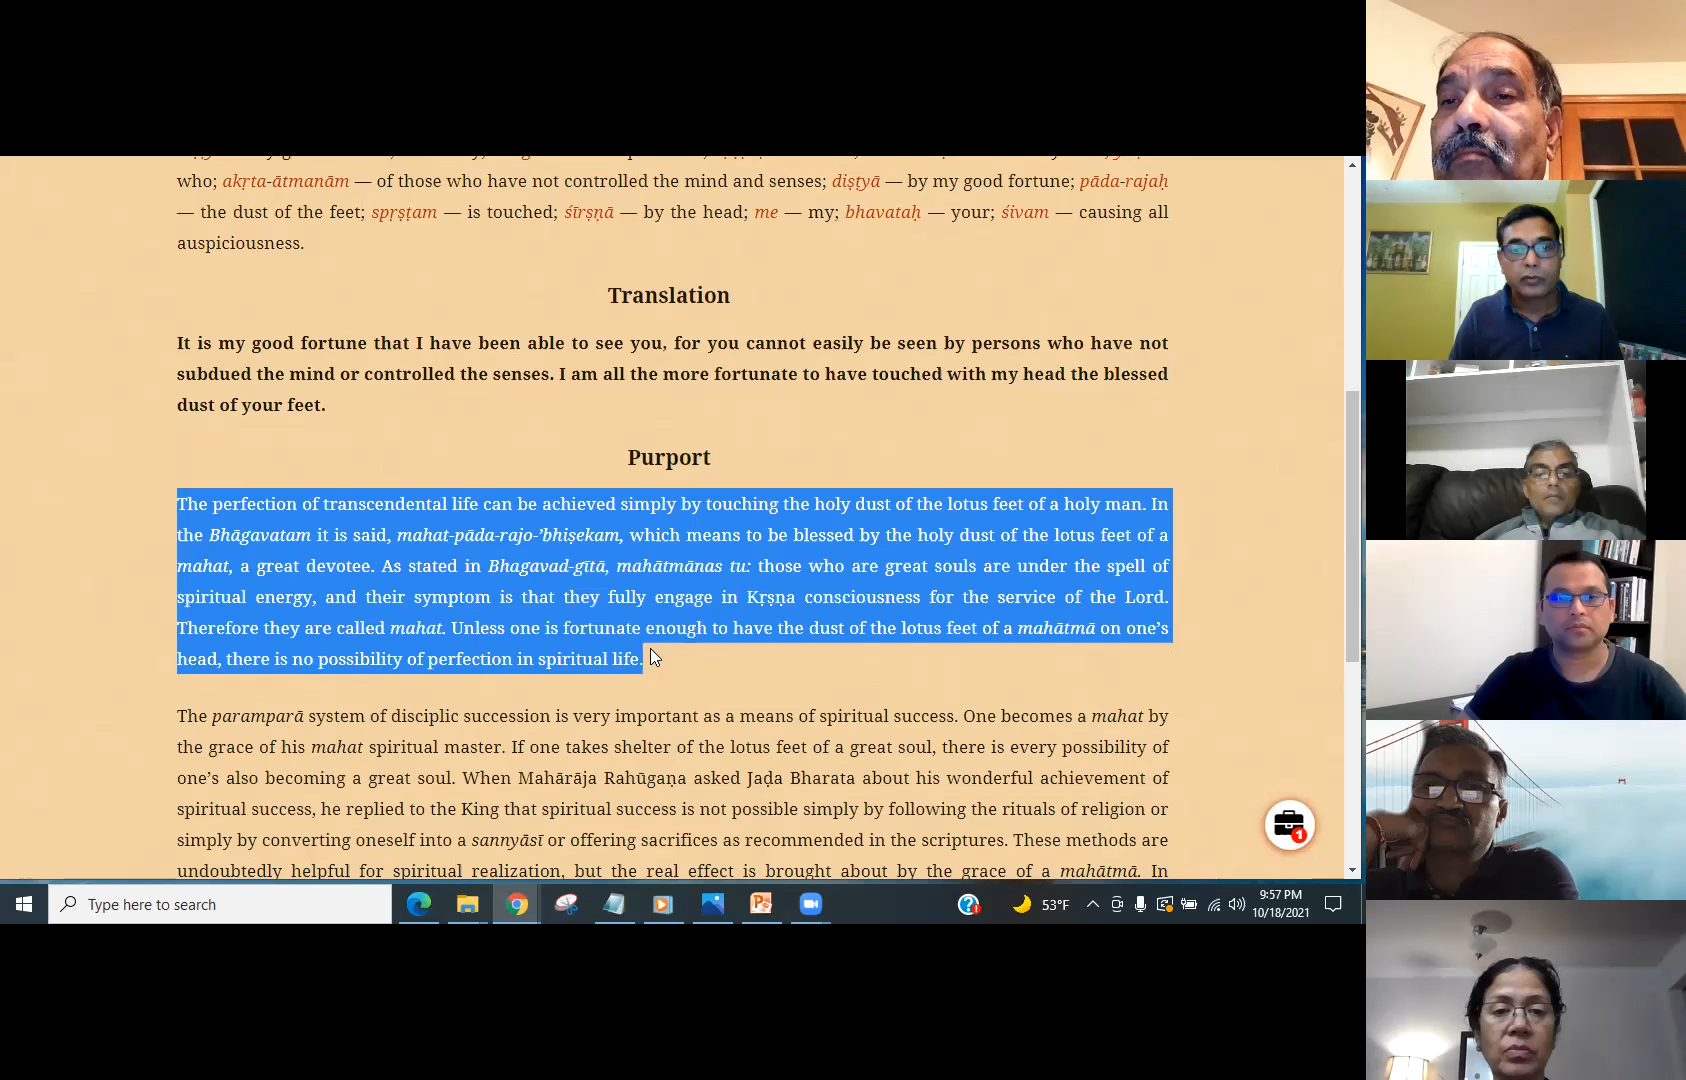 who; akṛta-ātmanām — of those who have not controlled the mind and senses; diṣṭyā — by my good fortune; pāda-rajaḥ
— the dust of the feet; spṛṣṭam — is touched; śīrṣṇā — by the head; me — my; bhavataḥ — your; śivam — causing all
auspiciousness.
Translation
It is my good fortune that I have been able to see you, for you cannot easily be seen by persons who have not
subdued the mind or controlled the senses. I am all the more fortunate to have touched with my head the blessed
dust of your feet.
Purport
The perfection of transcendental life can be achieved simply by touching the holy dust of the lotus feet of a holy man. In
the Bhāgavatam it is said, mahat-pāda-rajo-’bhiṣekam, which means to be blessed by the holy dust of the lotus feet of a
mahat, a great devotee. As stated in Bhagavad-gītā, mahātmānas tu: those who are great souls are under the spell of
spiritual energy, and their symptom is that they fully engage in Kṛṣṇa consciousness for the service of the Lord.
Therefore they are called mahat. Unless one is fortunate enough to have the dust of the lotus feet of a mahātmā on one’s
head, there is no possibility of perfection in spiritual life.
The paramparā system of disciplic succession is very important as a means of spiritual success. One becomes a mahat by
the grace of his mahat spiritual master. If one takes shelter of the lotus feet of a great soul, there is every possibility of
one’s also becoming a great soul. When Mahārāja Rahūgaṇa asked Jaḍa Bharata about his wonderful achievement of
spiritual success, he replied to the King that spiritual success is not possible simply by following the rituals of religion or
simply by converting oneself into a sannyāsī or offering sacrifices as recommended in the scriptures. These methods are
undoubtedly helpful for spiritual realization, but the real effect is brought about by the grace of a mahātmā. In
1
Type here to search
53°F
9:57 PM
10/18/2021